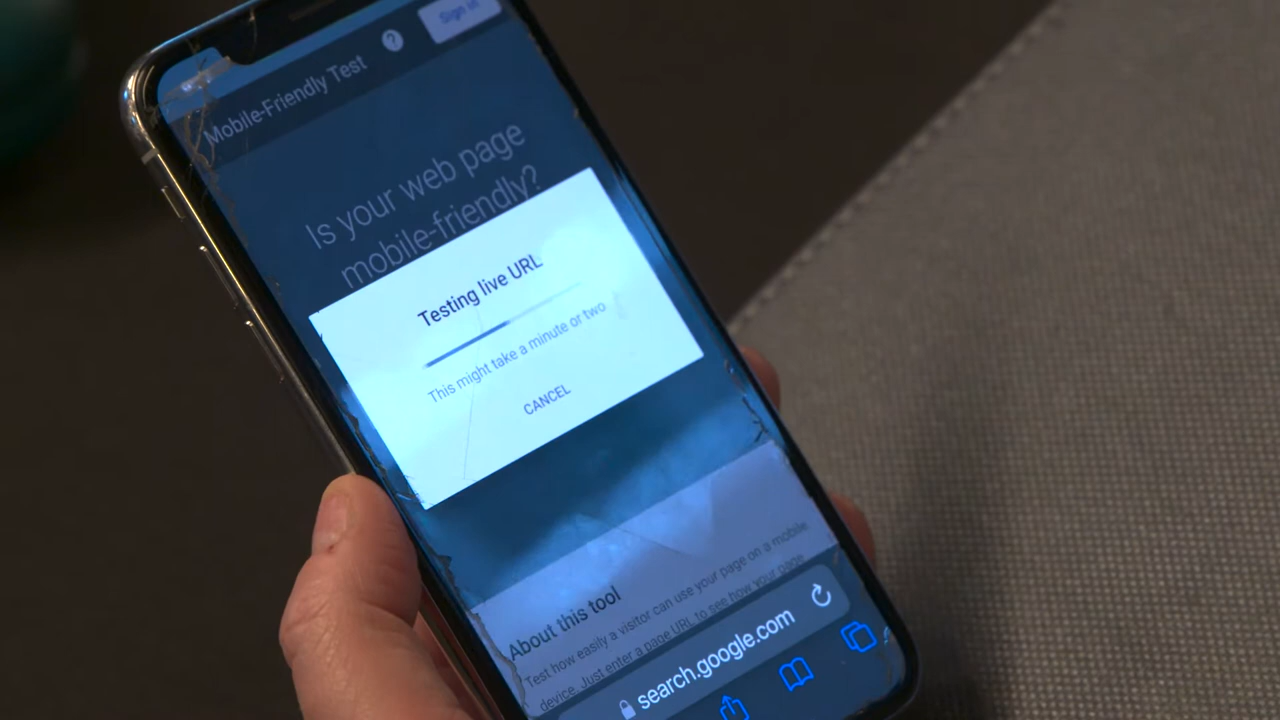 Mobile-Friendly Test
?
Sign in
Is your web page
mobile-friendly?
Testing live URL
This might take a minute or two
CANCEL
About this tool
Test how easily a visitor can use your page on a mobile
device. Just enter a page URL to see how your page
search.google.com